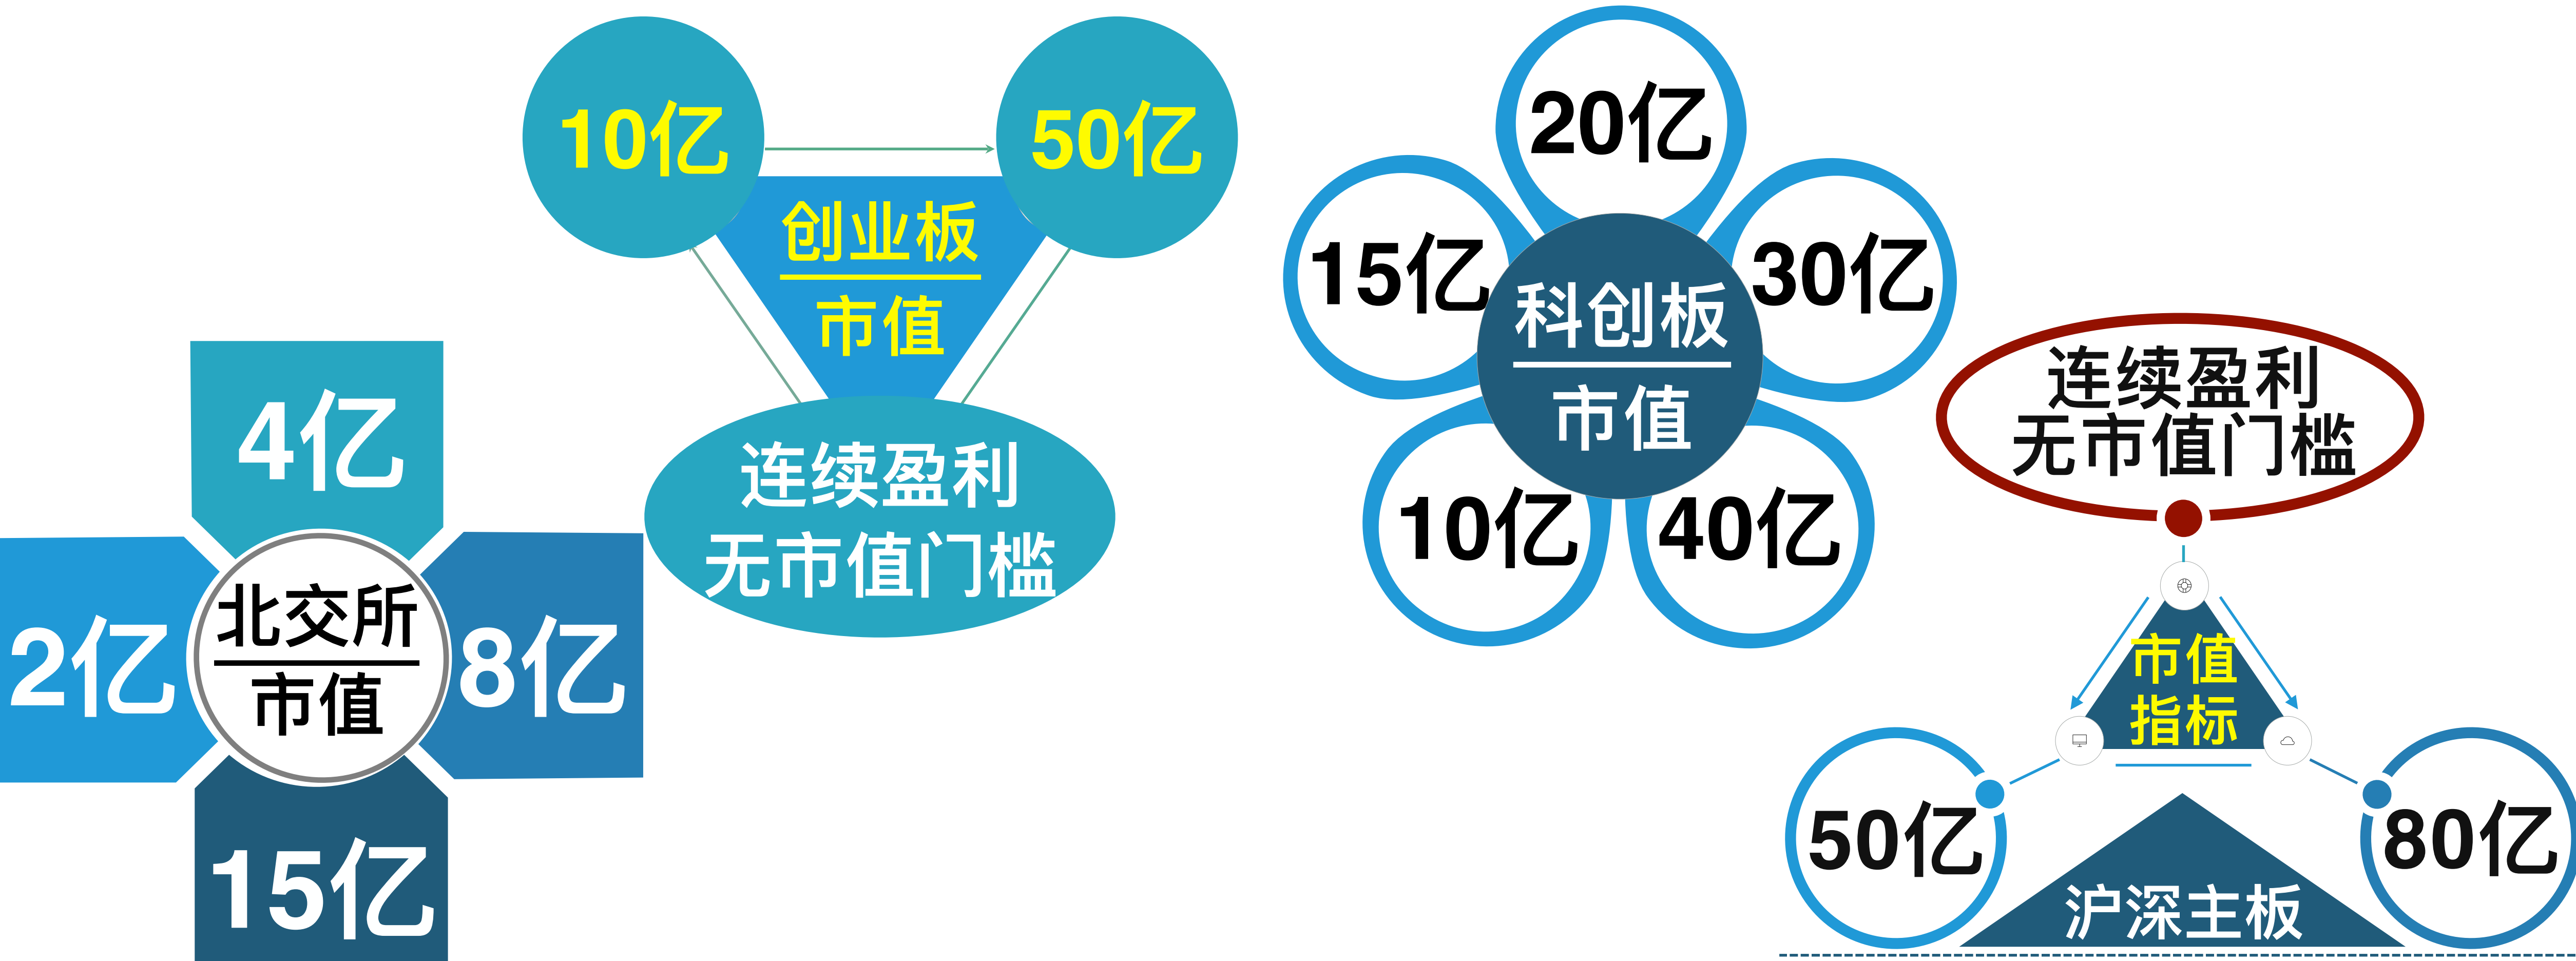 4亿
2亿
北交所
市值
8亿
15亿
10亿
50亿
创业板
市值
连续盈利
无市值门槛
20亿
15亿
30亿
科创板
市值
10亿
40亿
连续盈利
无市值门槛
市值
指标
50亿
80亿
沪深主板